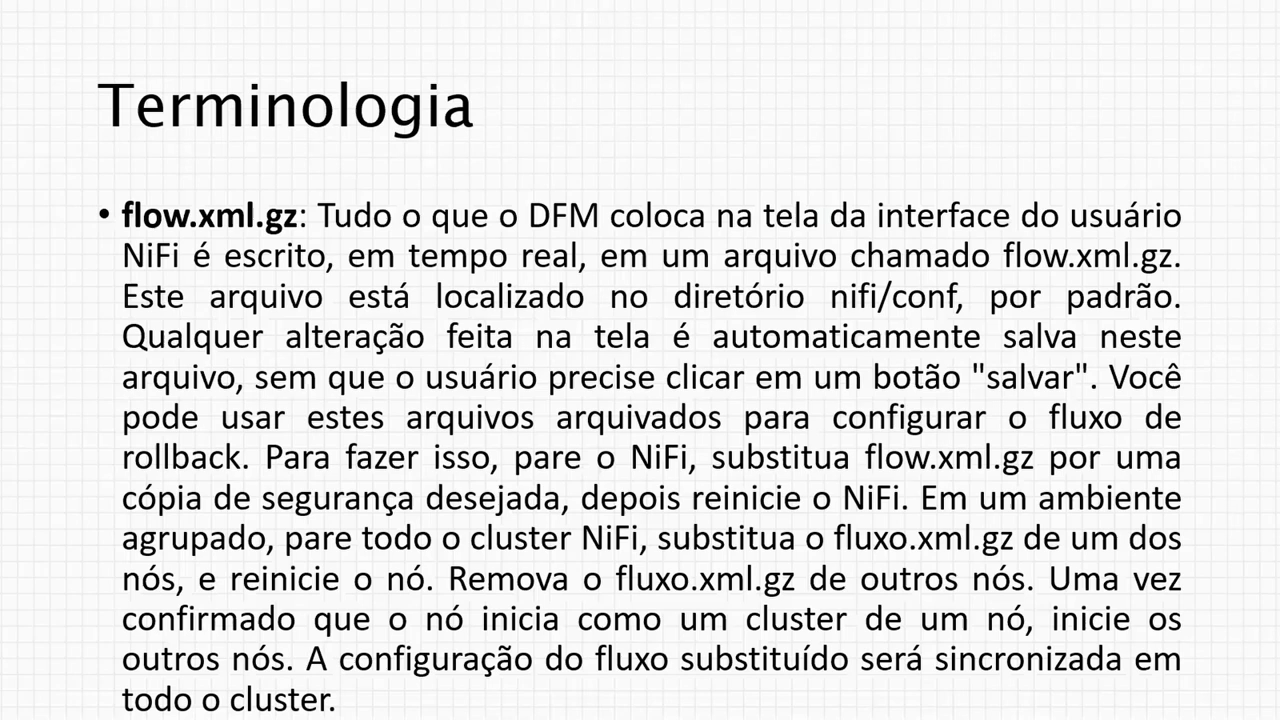 Terminologia
• flow.xml.gz: Tudo o que o DFM coloca na tela da interface do usuário
NiFi é escrito, em tempo real, em um arquivo chamado flow.xml.gz.
Este arquivo está localizado no diretório nifi/conf, por padrão.
Qualquer alteração feita na tela é automaticamente salva neste
arquivo, sem que o usuário precise clicar em um botão "salvar". Você
pode usar estes arquivos arquivados para configurar o fluxo de
rollback. Para fazer isso, pare o NiFi, substitua flow.xml.gz por uma
cópia de segurança desejada, depois reinicie o NiFi. Em um ambiente
agrupado, pare todo o cluster NiFi, substitua o fluxo.xml.gz de um dos
nós, e reinicie o nó. Remova o fluxo.xml.gz de outros nós. Uma vez
confirmado que o nó inicia como um cluster de um nó, inicie os
outros nós. A configuração do fluxo substituído será sincronizada em
todo o cluster.